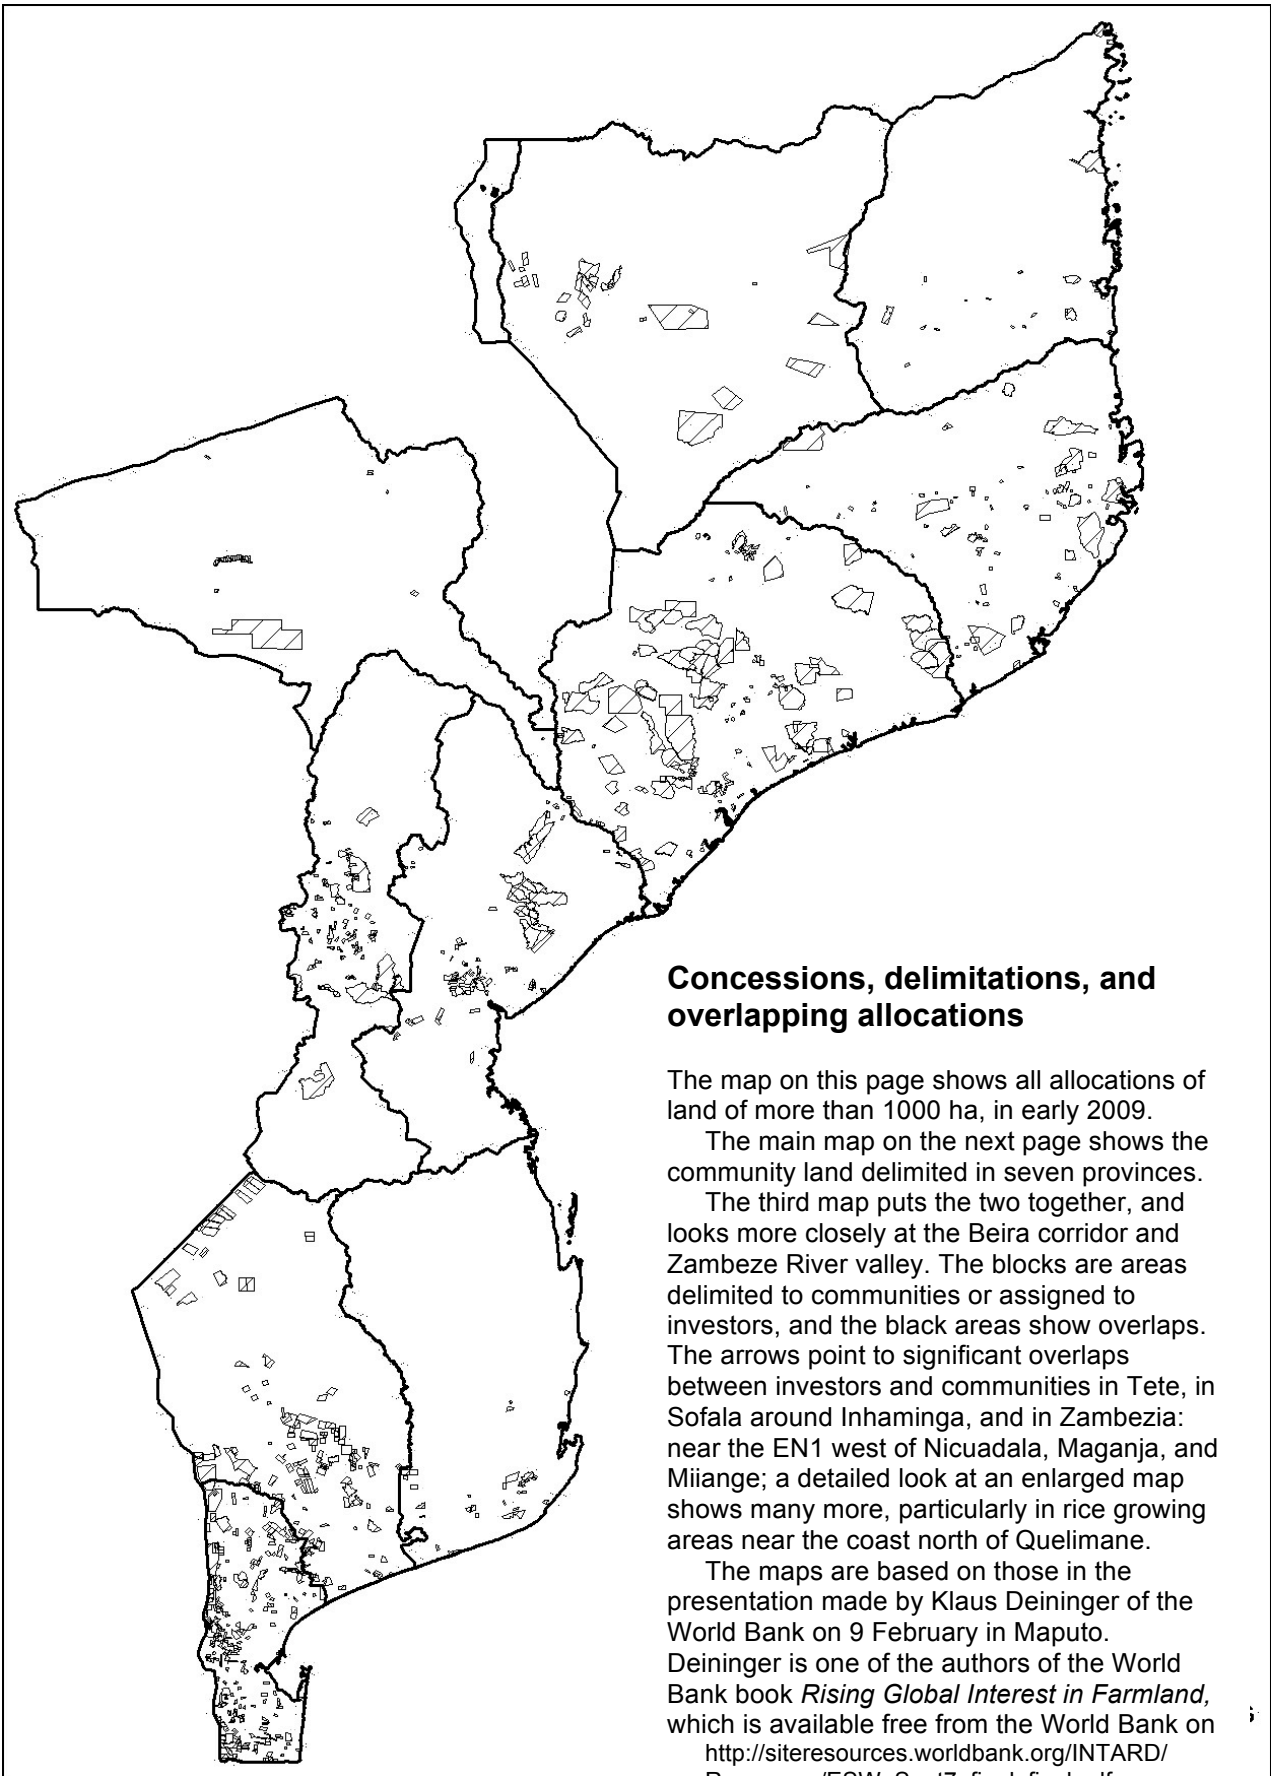 Concessions, delimitations, and
overlapping allocations
The map on this page shows all allocations of
land of more than 1000 ha, in early 2009.
The main map on the next page shows the
community land delimited in seven provinces.
The third map puts the two together, and
looks more closely at the Beira corridor and
Zambeze River valley. The blocks are areas
delimited to communities or assigned to
investors, and the black areas show overlaps.
The arrows point to significant overlaps
between investors and communities in Tete, in
Sofala around Inhaminga, and in Zambezia:
near the EN1 west of Nicuadala, Maganja, and
Miiange; a detailed look at an enlarged map
shows many more, particularly in rice growing
areas near the coast north of Quelimane.
The maps are based on those in the
presentation made by Klaus Deininger of the
World Bank on 9 February in Maputo.
Deininger is one of the authors of the World
Bank book Rising Global Interest in Farmland,
which is available free from the World Bank on
http://siteresources.worldbank.org/INTARD/